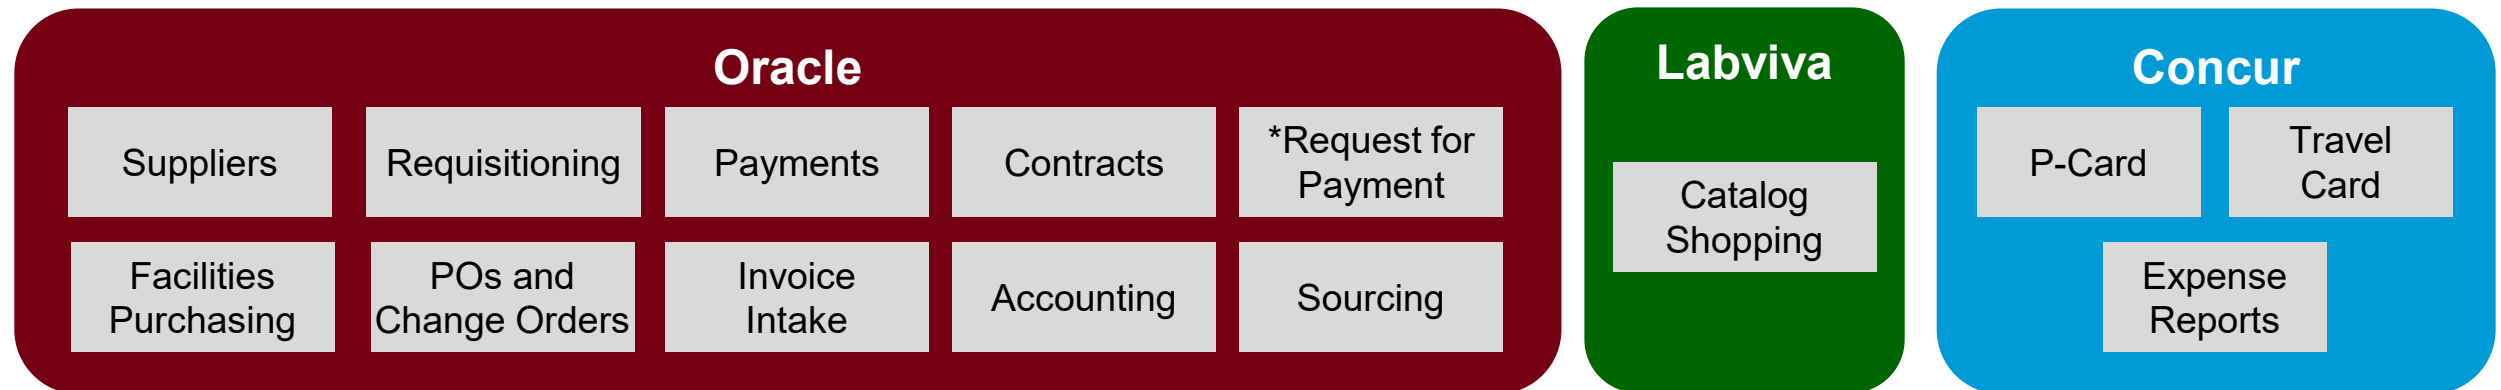 Oracle
Suppliers
Requisitioning
Payments
Contracts
*Request for
Payment
Facilities
Purchasing
POs and
Change Orders
Invoice
Intake
Accounting
Sourcing
Labviva
Catalog
Shopping
Concur
P-Card
Travel
Card
Expense
Reports